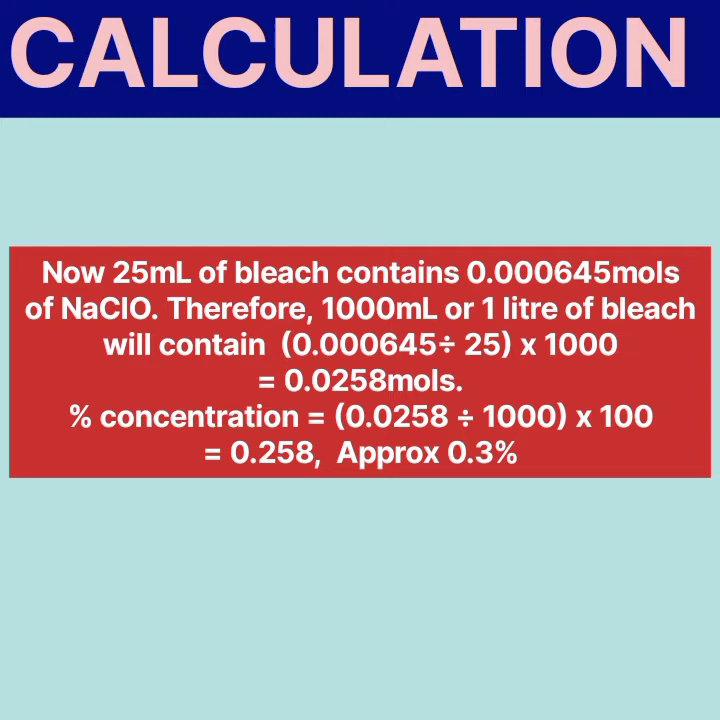 CALCULATION
Now 25mL of bleach contains 0.000645mols
of NaClO. Therefore, 1000mL or 1 litre of bleach
will contain (0.000645÷ 25) x 1000
= 0.0258mols.
% concentration = (0.0258 ÷ 1000) x 100
= 0.258, Approx 0.3%